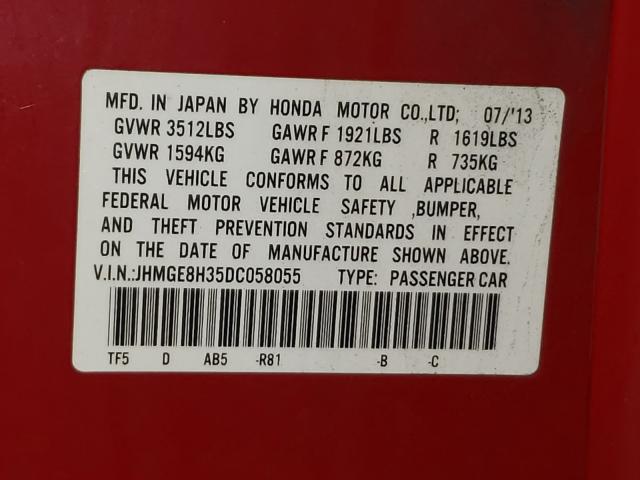 MFD. IN JAPAN BY HONDA MOTOR CO.,LTD; 07/'13
GVWR 3512LBS GAWR F 1921LBS R 1619LBS
GVWR 1594KG GAWR F 872KG R 735KG
THIS VEHICLE CONFORMS TO ALL APPLICABLE
FEDERAL MOTOR VEHICLE SAFETY ,BUMPER,
AND THEFT PREVENTION STANDARDS IN EFFECT
ON THE DATE OF MANUFACTURE SHOWN ABOVE.
V.I.N.:JHMGE8H35DC058055 TYPE: PASSENGER CAR
TF5 D AB5 -R81 -B -C